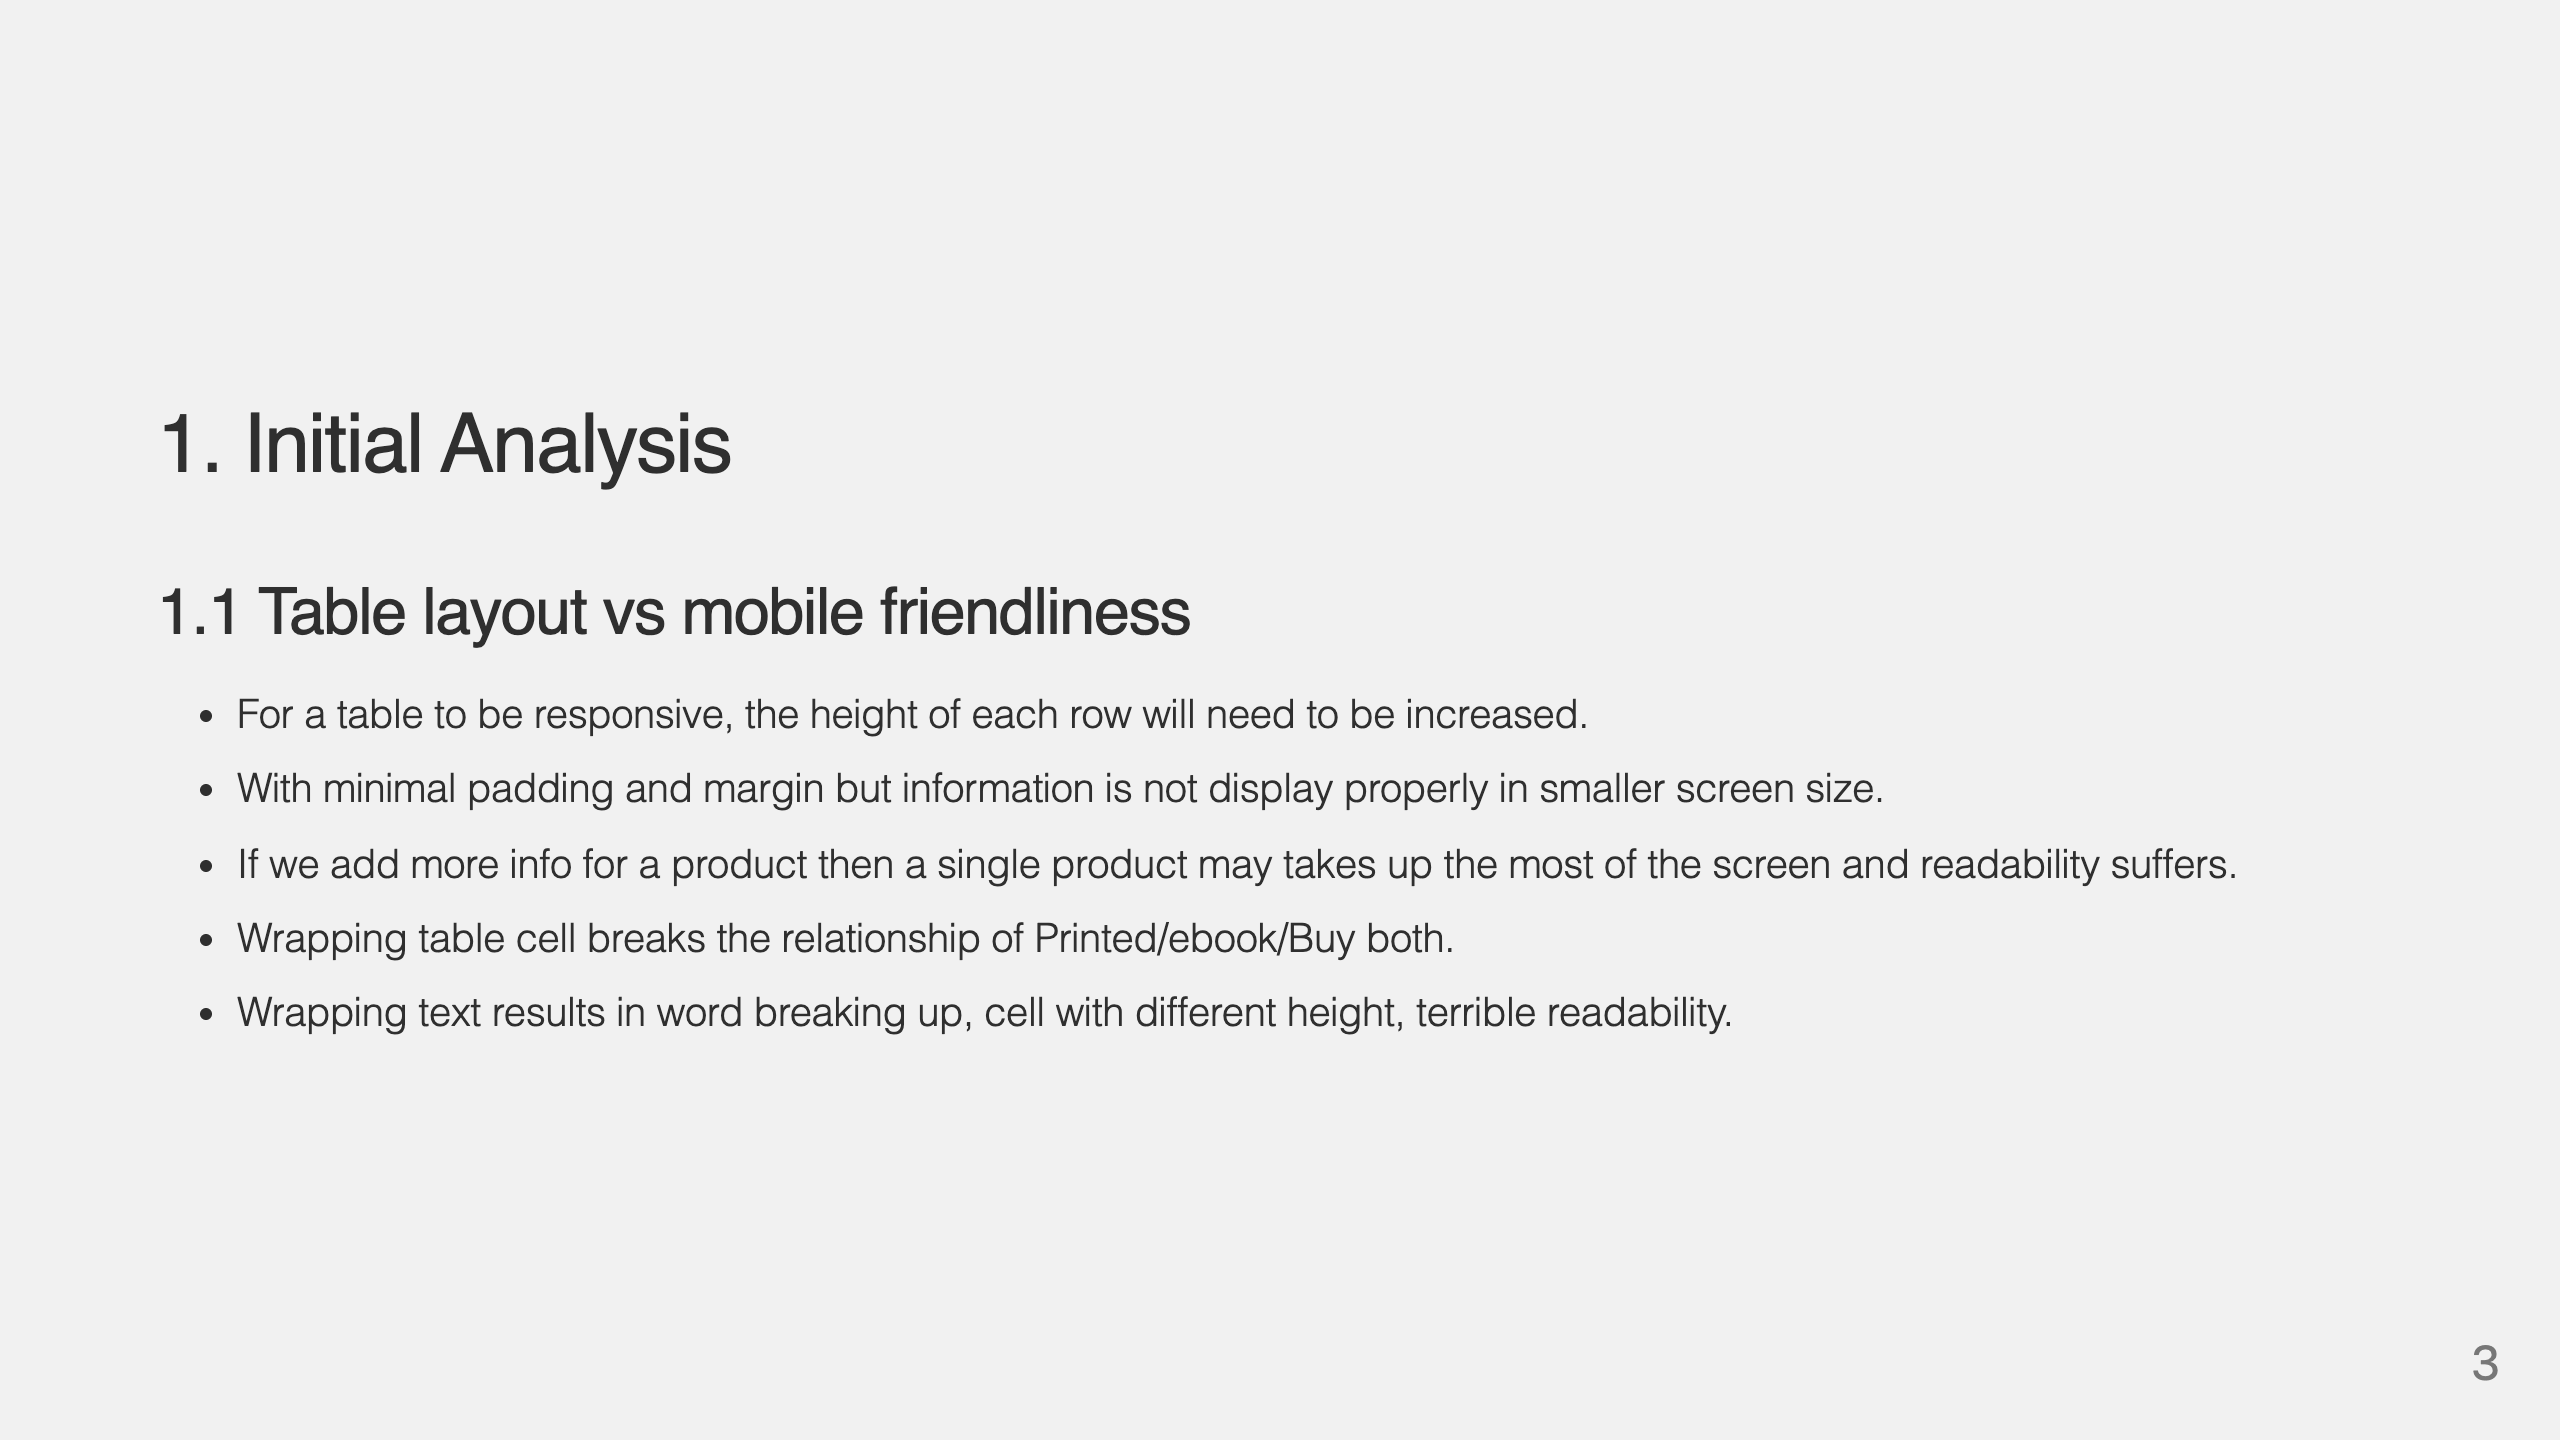 1. Initial Analysis
1.1 Table layout vs mobile friendliness
• For a table to be responsive, the height of each row will need to be increased.
• With minimal padding and margin but information is not display properly in smaller screen size.
• If we add more info for a product then a single product may takes up the most of the screen and readability suffers.
• Wrapping table cell breaks the relationship of Printed/ebook/Buy both.
• Wrapping text results in word breaking up, cell with different height, terrible readability.
3